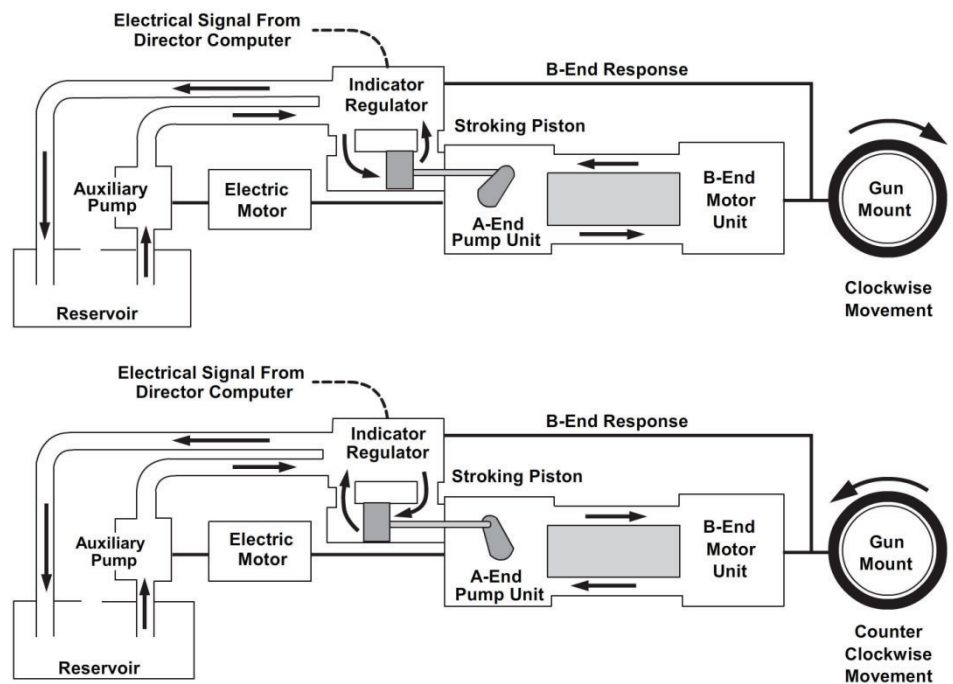 Electrical Signal From
Director Computer
Indicator
Regulator
B-End Response
Stroking Piston
Auxiliary
Pump
Electric
Motor
A-End
Pump Unit
B-End
Motor
Unit
Gun
Mount
Reservoir
Clockwise
Movement
Electrical Signal From
Director Computer
Indicator
Regulator
B-End Response
Stroking Piston
Auxiliary
Pump
Electric
Motor
A-End
Pump Unit
B-End
Motor
Unit
Gun
Mount
Reservoir
Counter
Clockwise
Movement